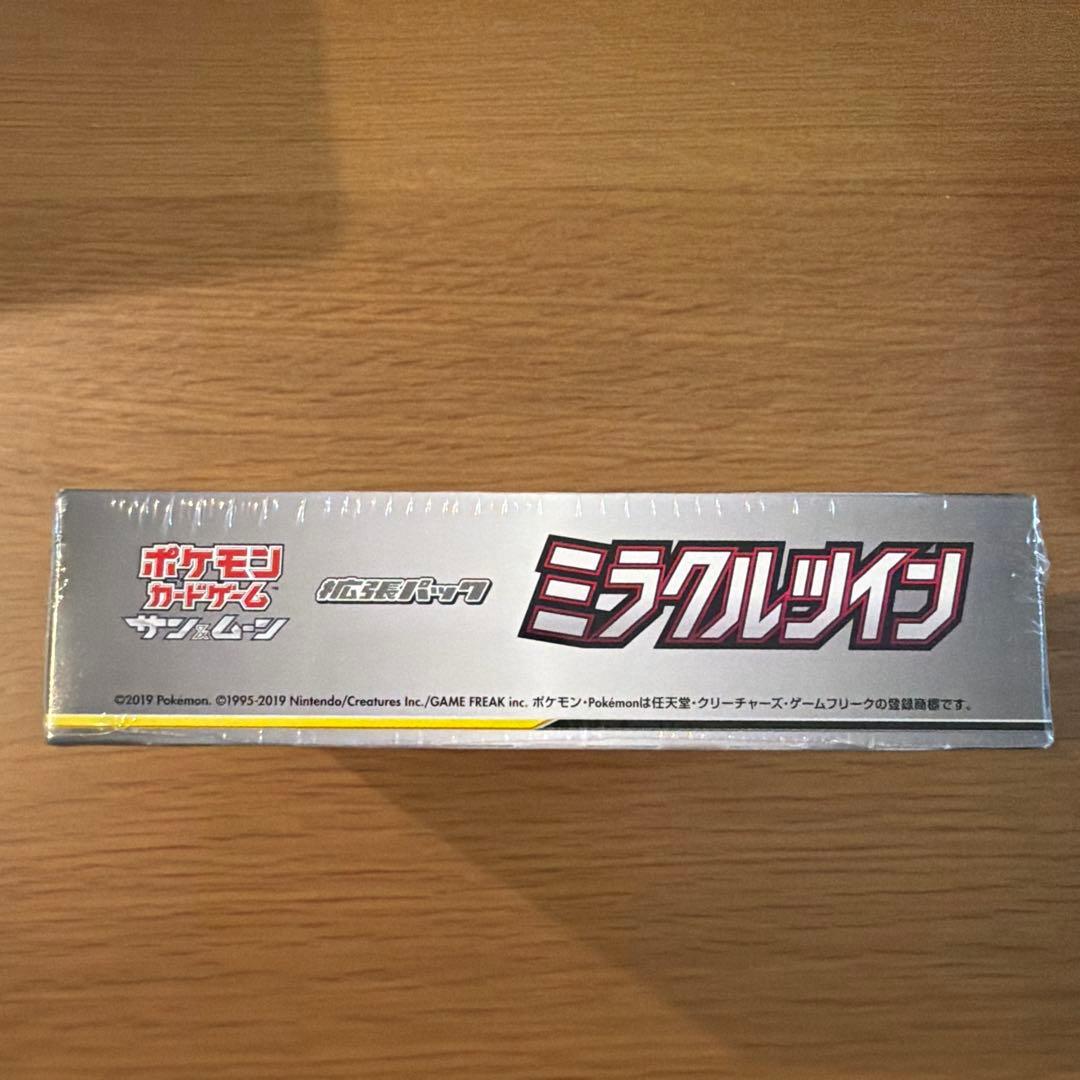 ポケモン
カードゲーム™
サン&ムーン
拡張パック
ミラクルツイン
©2019 Pokémon. ©1995-2019 Nintendo/Creatures Inc./GAME FREAK inc. ポケモン・Pokémonは任天堂・クリーチャーズ・ゲームフリークの登録商標です。